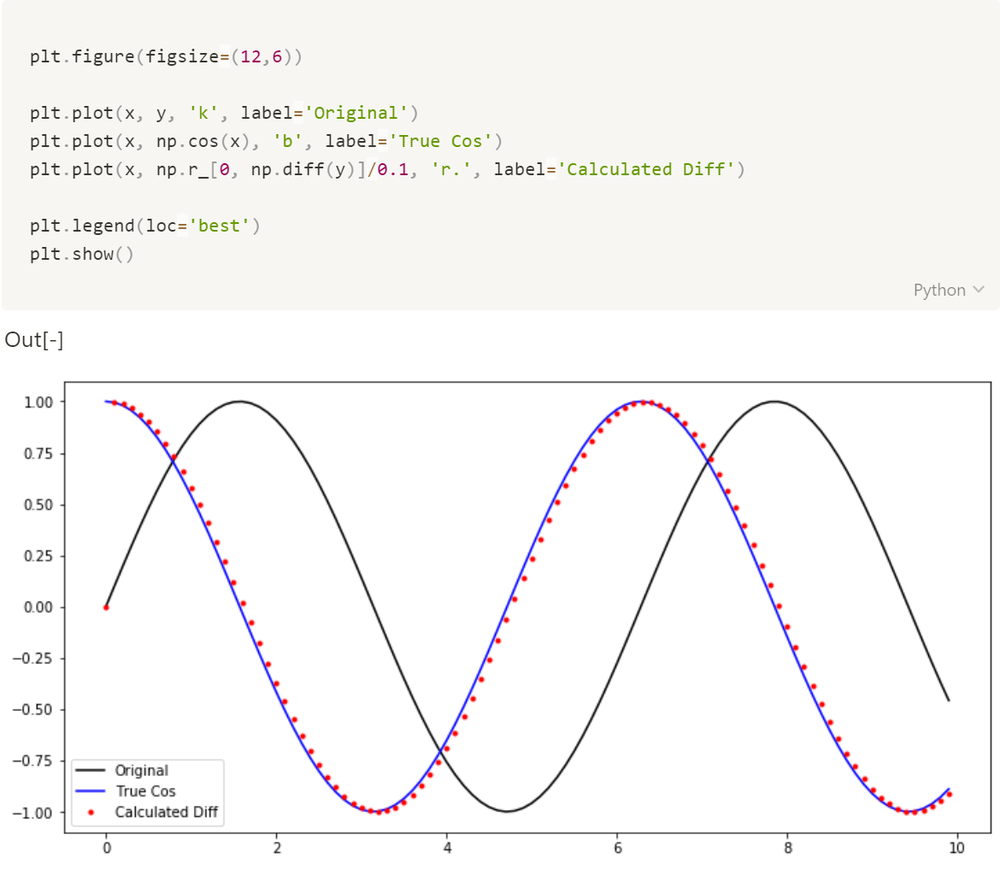 plt.figure(figsize=(12,6))
plt.plot(x, y, 'k', label='Original')
plt.plot(x, np.cos(x), 'b', label='True Cos')
plt.plot(x, np.r_[0, np.diff(y)]/0.1, 'r.', label='Calculated Diff')
plt.legend(loc='best')
plt.show()
Python
Out[-]
1.00
0.75
0.50
0.25
0.00
−0.25
−0.50
−0.75
−1.00
Original
True Cos
Calculated Diff
0 2 4 6 8 10